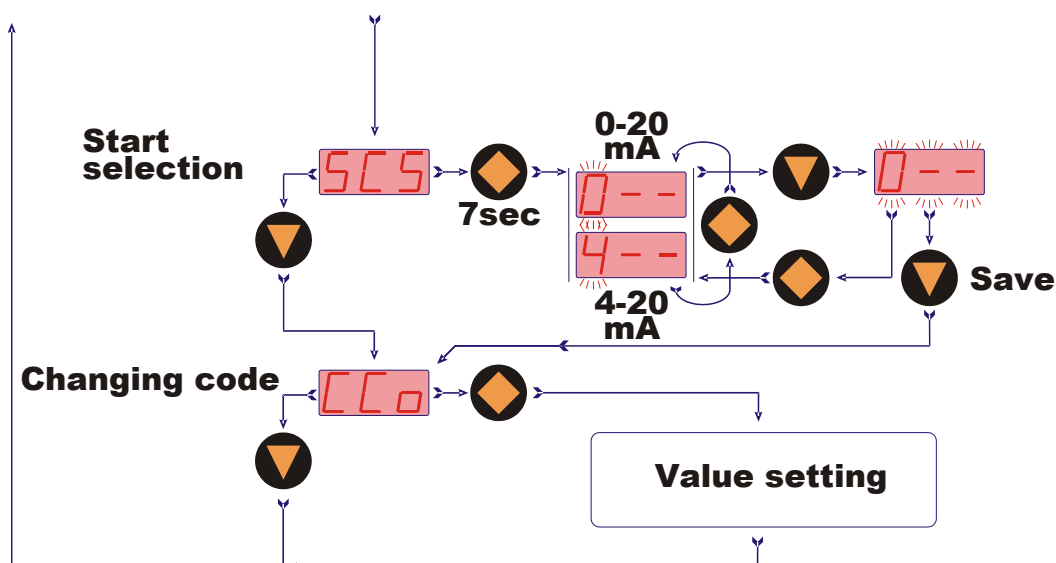 0-20
mA
Start
selection
SCS
7sec
0--
0--
4--
Save
4-20
mA
Changing code
CCo
Value setting